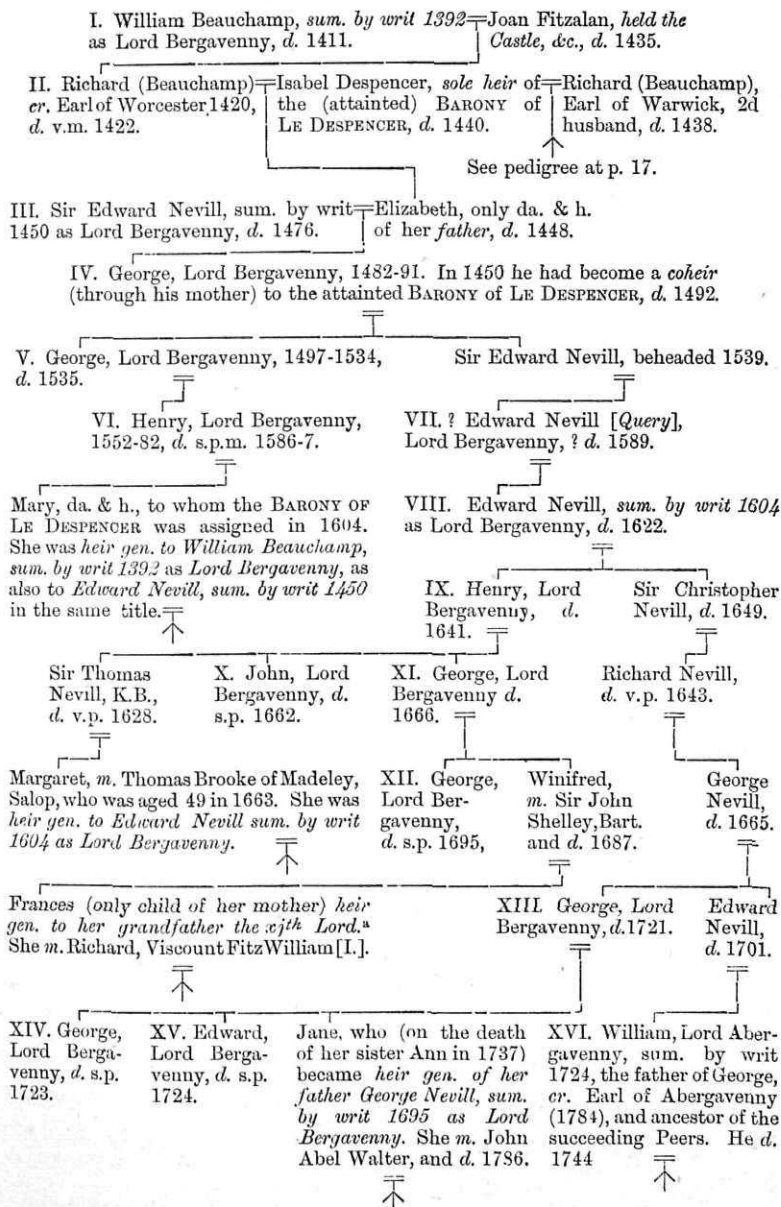 I. William Beauchamp, sum. by writ 1392 as Lord Bergavenny, d. 1411.
Joan Fitzalan, held the Castle, &c., d. 1435.
II. Richard (Beauchamp) cr. Earl of Worcester 1420, d. v.m. 1422.
Isabel Despencer, sole heir of the (attainted) BARONY of LE DESPENCER, d. 1440.
Richard (Beauchamp), Earl of Warwick, 2d husband, d. 1438.
See pedigree at p. 17.
III. Sir Edward Nevill, sum. by writ 1450 as Lord Bergavenny, d. 1476.
Elizabeth, only da. & h. of her father, d. 1448.
IV. George, Lord Bergavenny, 1482-91. In 1450 he had become a coheir
(through his mother) to the attainted BARONY of LE DESPENCER, d. 1492.
V. George, Lord Bergavenny, 1497-1534,
d. 1535.
Sir Edward Nevill, beheaded 1539.
VI. Henry, Lord Bergavenny,
1552-82, d. s.p.m. 1586-7.
VII. ? Edward Nevill [Query],
Lord Bergavenny, ? d. 1589.
Mary, da. & h., to whom the BARONY OF
LE DESPENCER was assigned in 1604.
She was heir gen. to William Beauchamp,
sum. by writ 1392 as Lord Bergavenny, as
also to Edward Nevill, sum. by writ 1450
in the same title.
VIII. Edward Nevill, sum. by writ 1604
as Lord Bergavenny, d. 1622.
IX. Henry, Lord
Bergavenny, d.
1641.
Sir Christopher
Nevill, d. 1649.
Sir Thomas
Nevill, K.B.,
d. v.p. 1628.
X. John, Lord
Bergavenny, d.
s.p. 1662.
XI. George, Lord
Bergavenny d.
1666.
Richard Nevill,
d. v.p. 1643.
Margaret, m. Thomas Brooke of Madeley,
Salop, who was aged 49 in 1663. She was
heir gen. to Edward Nevill sum. by writ
1604 as Lord Bergavenny.
XII. George,
Lord Ber-
gavenny,
d. s.p. 1695,
Winifred,
m. Sir John
Shelley, Bart.
and d. 1687.
George
Nevill,
d. 1665.
Frances (only child of her mother) heir
gen. to her grandfather the xjth Lord.a
She m. Richard, Viscount FitzWilliam [I.].
XIII. George, Lord
Bergavenny, d. 1721.
Edward
Nevill,
d. 1701.
XIV. George,
Lord Berga-
venny, d. s.p.
1723.
XV. Edward,
Lord Berga-
venny, d. s.p.
1724.
Jane, who (on the death
of her sister Ann in 1737)
became heir gen. of her
father George Nevill, sum.
by writ 1695 as Lord
Bergavenny. She m. John
Abel Walter, and d. 1786.
XVI. William, Lord Aber-
gavenny, sum. by writ
1724, the father of George,
cr. Earl of Abergavenny
(1784), and ancestor of the
succeeding Peers. He d.
1744